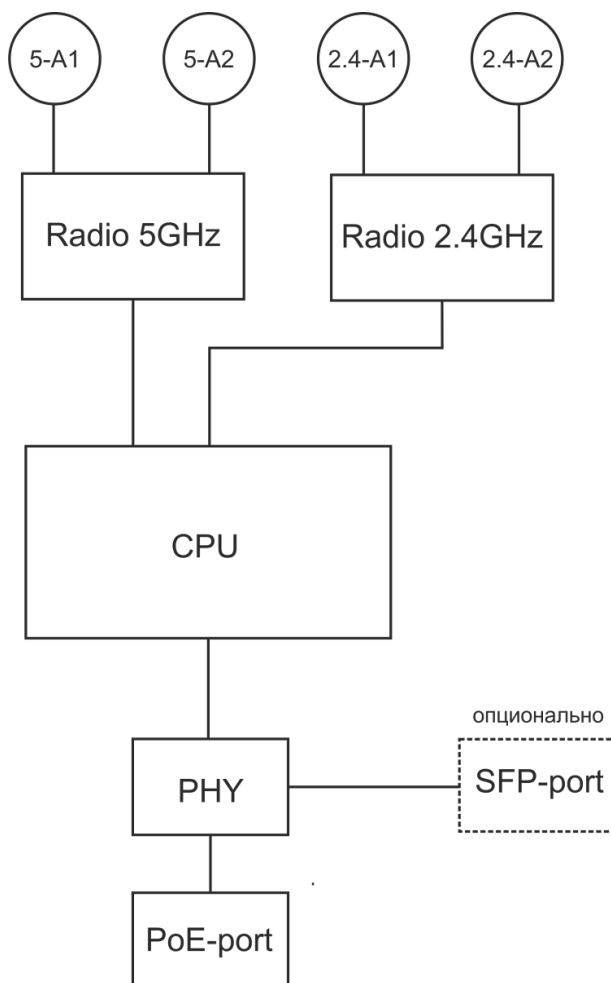 5-A1
5-A2
2.4-A1
2.4-A2
Radio 5GHz
Radio 2.4GHz
CPU
опционально
PHY
SFP-port
PoE-port